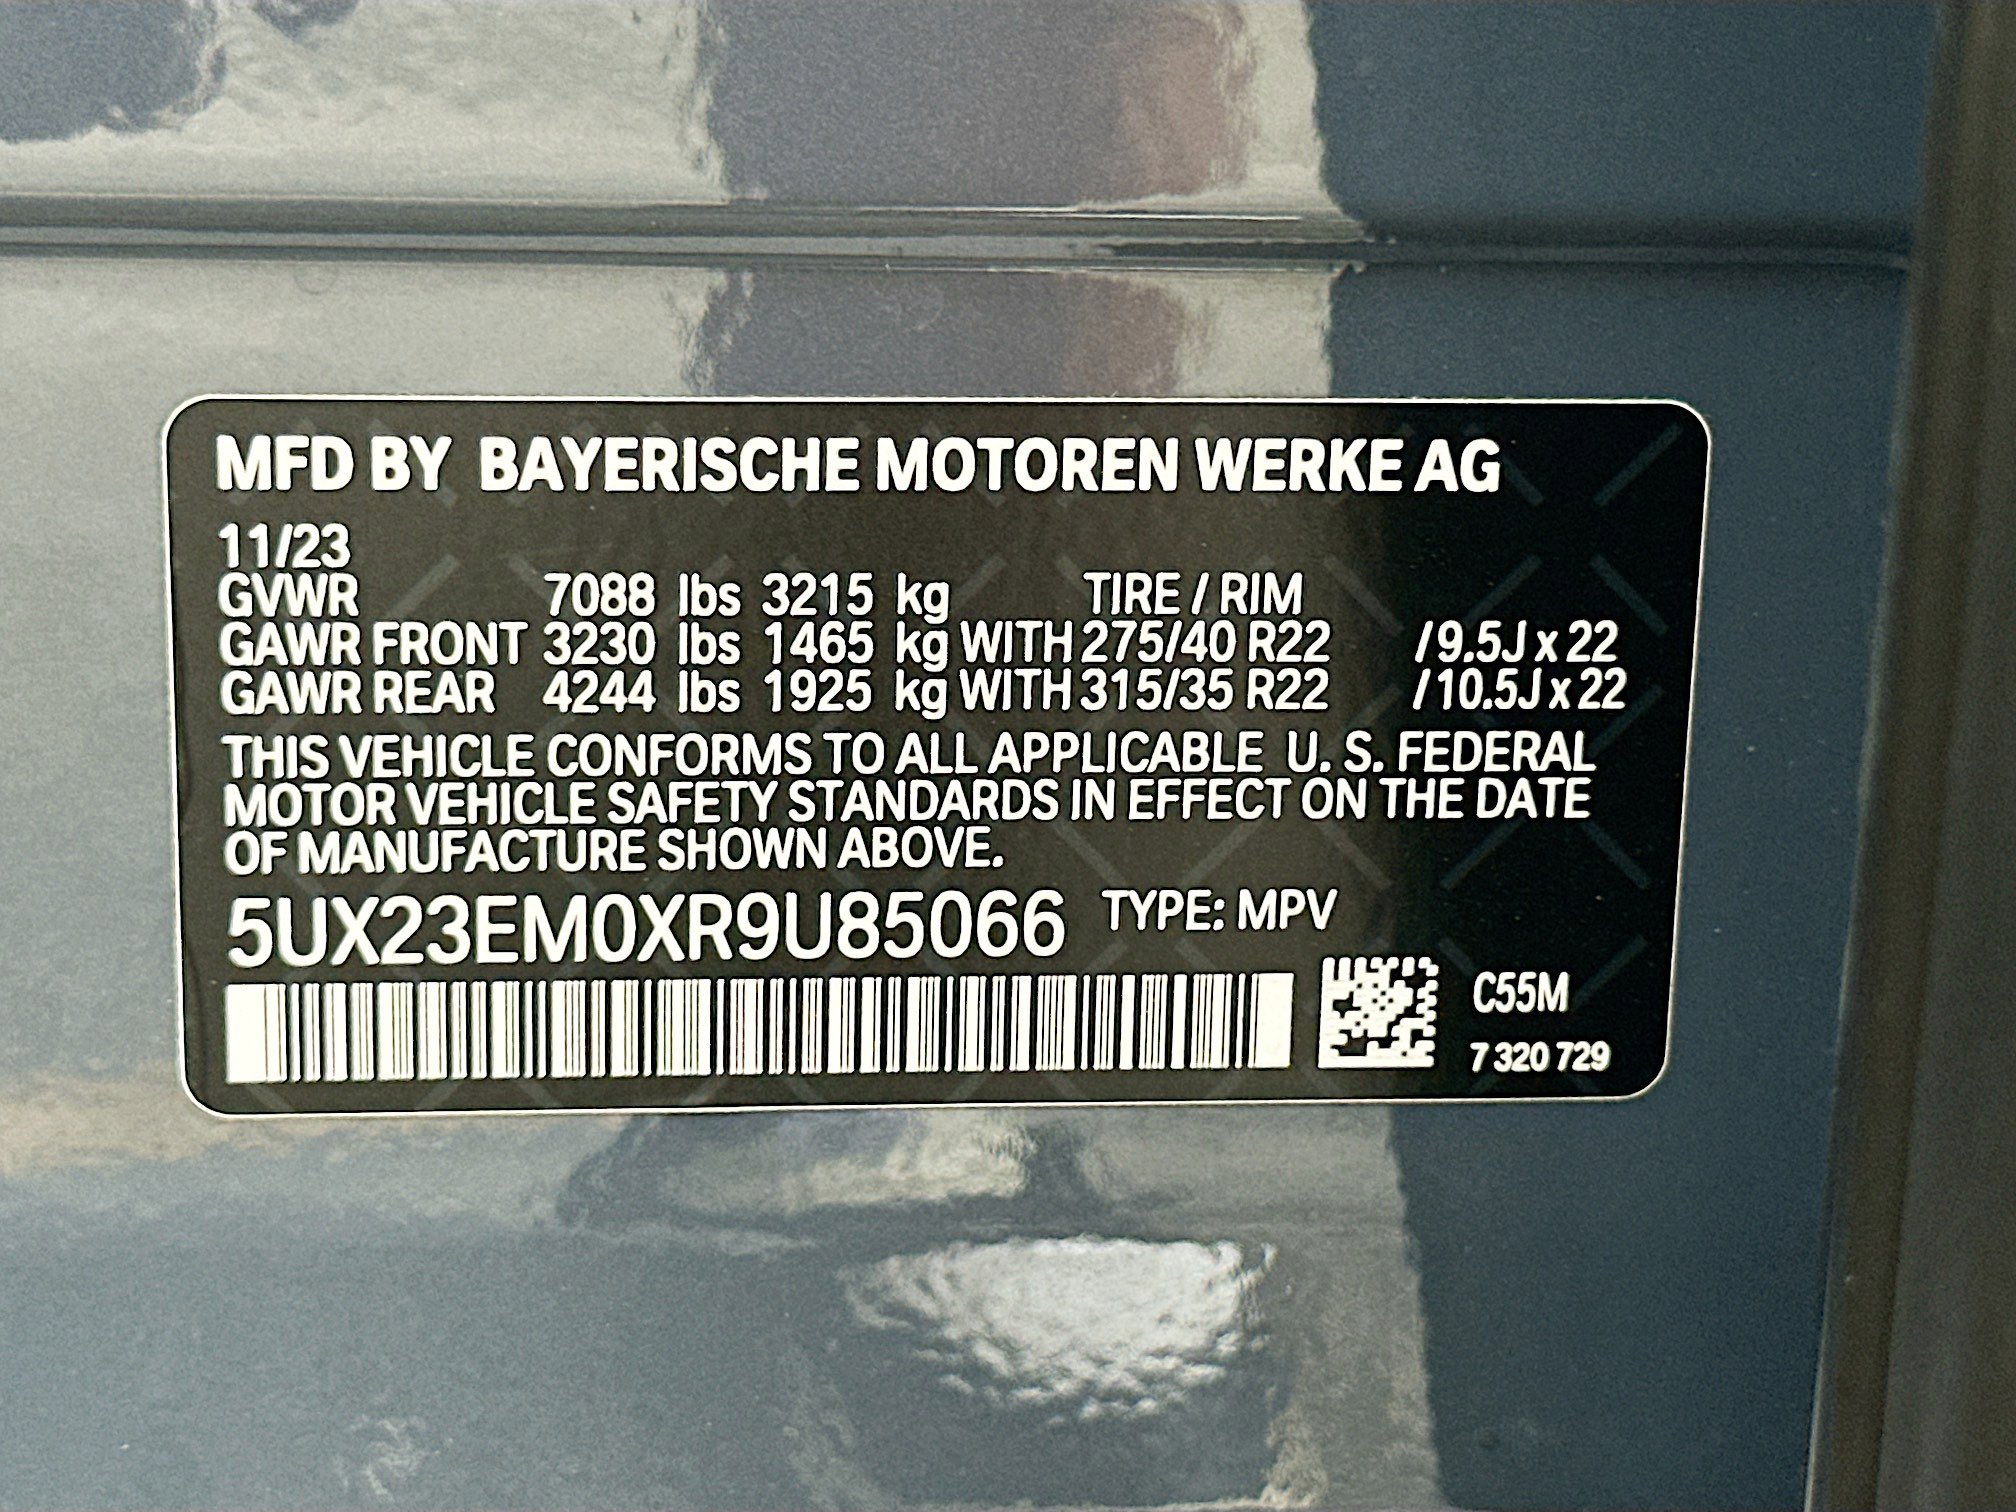 MFD BY BAYERISCHE MOTOREN WERKE AG
11/23
GVWR 7088 lbs 3215 kg TIRE / RIM
GAWR FRONT 3230 lbs 1465 kg WITH 275/40 R22 /9.5J x 22
GAWR REAR 4244 lbs 1925 kg WITH 315/35 R22 /10.5J x 22
THIS VEHICLE CONFORMS TO ALL APPLICABLE U. S. FEDERAL
MOTOR VEHICLE SAFETY STANDARDS IN EFFECT ON THE DATE
OF MANUFACTURE SHOWN ABOVE.
5UX23EM0XR9U85066 TYPE: MPV
C55M
7 320 729